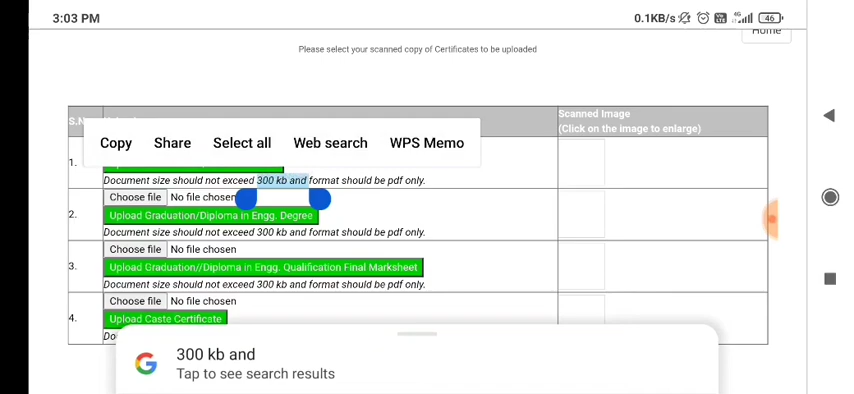 3:03 PM
0.1KB/s
4G
46
Home
Please select your scanned copy of Certificates to be uploaded
S.N
Scanned Image
(Click on the image to enlarge)
Copy Share Select all Web search WPS Memo
1.
Document size should not exceed 300 kb and format should be pdf only.
Choose file No file chosen
2.
Upload Graduation/Diploma in Engg. Degree
Document size should not exceed 300 kb and format should be pdf only.
Choose file No file chosen
3.
Upload Graduation//Diploma in Engg. Qualification Final Marksheet
Document size should not exceed 300 kb and format should be pdf only.
Choose file No file chosen
4.
Upload Caste Certificate
Do
300 kb and
Tap to see search results